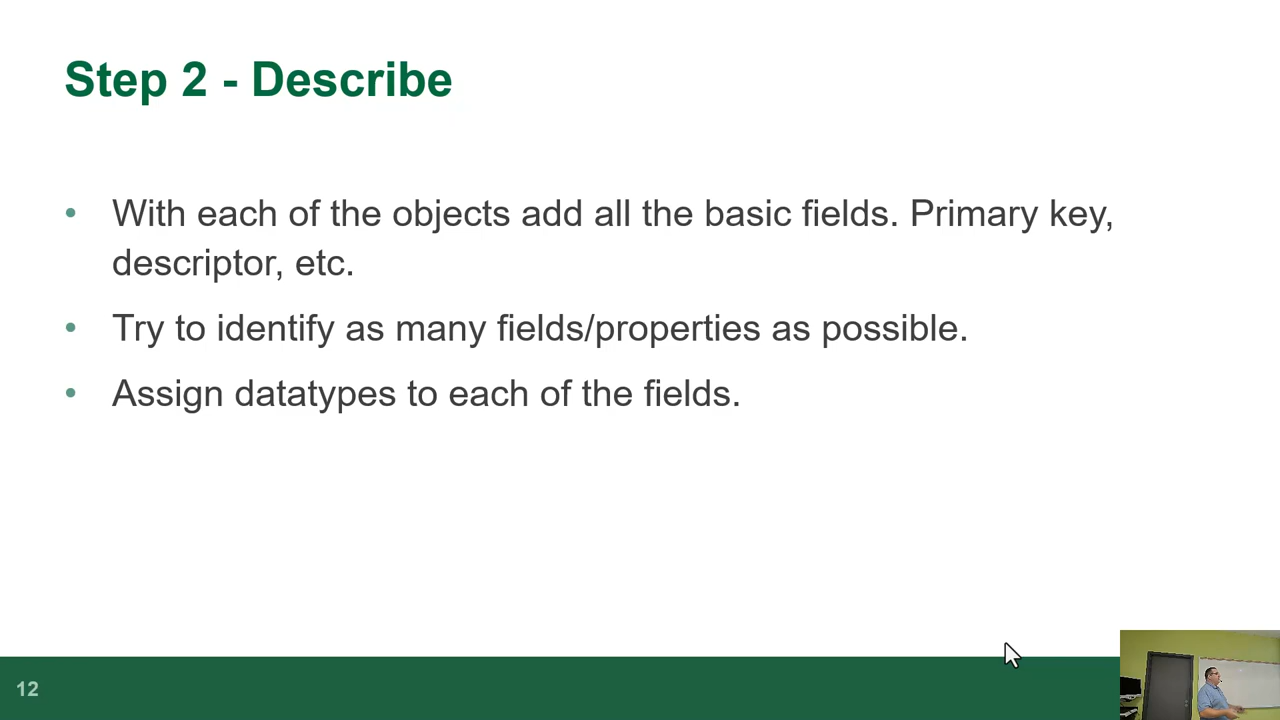 Step 2 - Describe
• With each of the objects add all the basic fields. Primary key,
descriptor, etc.
• Try to identify as many fields/properties as possible.
• Assign datatypes to each of the fields.
12